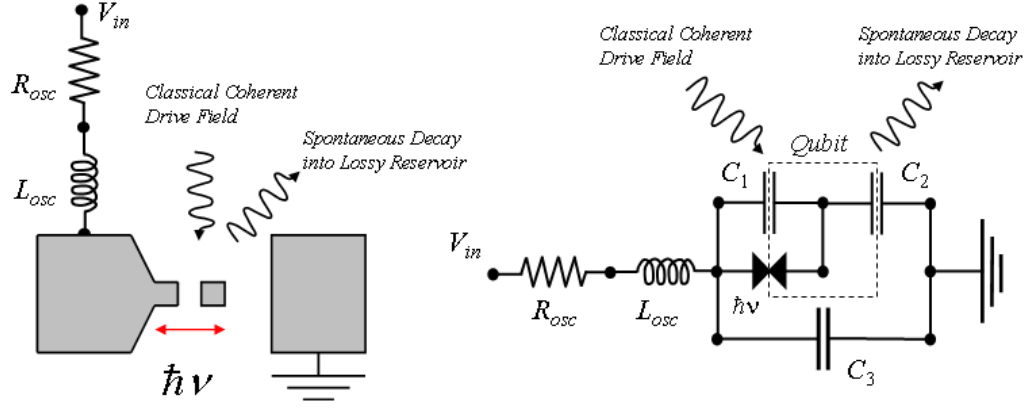 V_in
R_osc
Classical Coherent
Drive Field
Spontaneous Decay
into Lossy Reservoir
L_osc
ħν
Classical Coherent
Drive Field
Spontaneous Decay
into Lossy Reservoir
Qubit
C_1
C_2
V_in
R_osc
L_osc
ħν
C_3